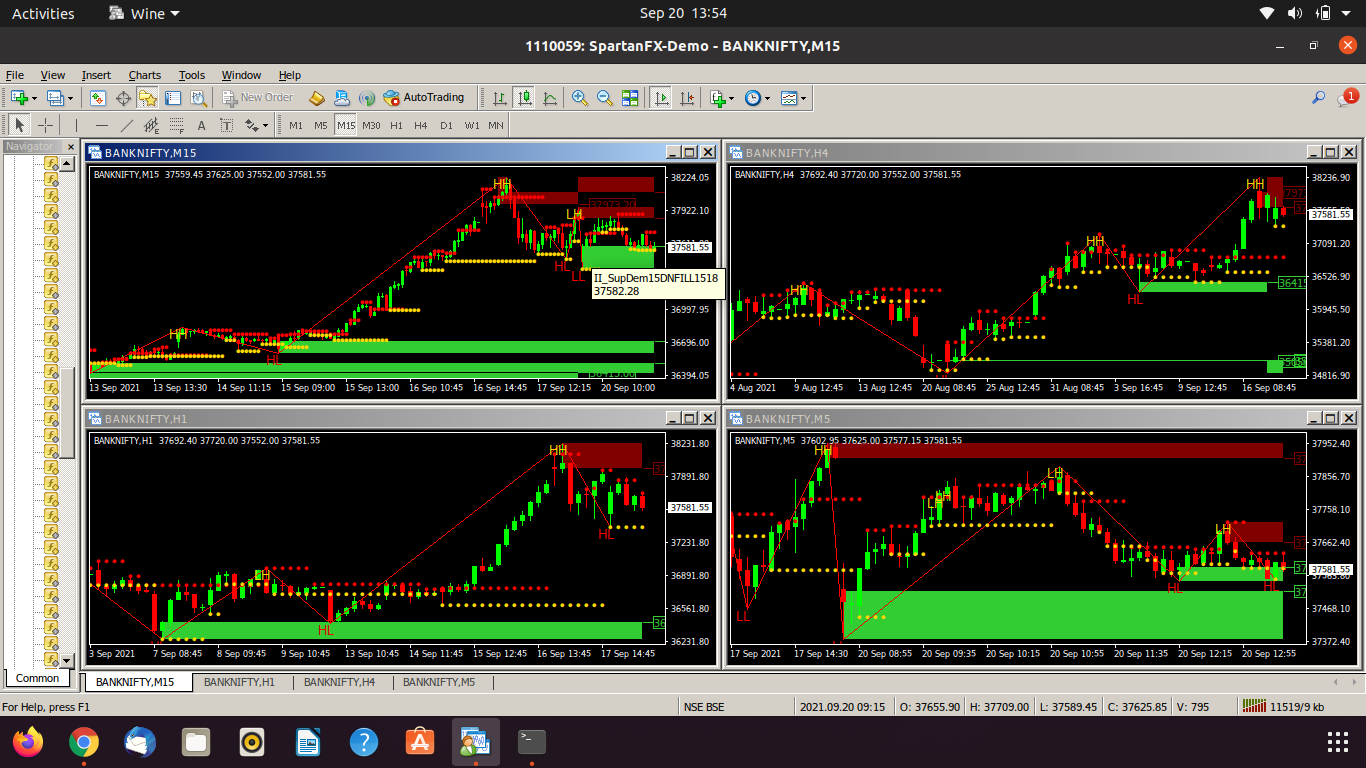 Activities
Wine
Sep 20 13:54
1110059: SpartanFX-Demo - BANKNIFTY,M15
File View Insert Charts Tools Window Help
New Order
AutoTrading
1
A T M1 M5 M15 M30 H1 H4 D1 W1 MN
Navigator
Common
BANKNIFTY,M15
BANKNIFTY,M15 37559.45 37625.00 37552.00 37581.55
38224.05
37922.10
37581.55
36997.95
36696.00
36394.05
HH
HH
LH
HL
LL
HL
37973.20
36415.00
II_SupDem15DNFILL1518
37582.28
13 Sep 2021 13 Sep 13:30 14 Sep 11:15 15 Sep 09:00 15 Sep 13:00 16 Sep 10:45 16 Sep 14:45 17 Sep 12:15 20 Sep 10:00
BANKNIFTY,H4
BANKNIFTY,H4 37692.40 37720.00 37552.00 37581.55
38236.90
37581.55
37091.20
36526.90
35945.50
35381.20
34816.90
HH
HH
HH
HL
4 Aug 2021 9 Aug 12:45 13 Aug 12:45 20 Aug 08:45 25 Aug 12:45 31 Aug 08:45 3 Sep 16:45 9 Sep 12:45 16 Sep 08:45
BANKNIFTY,H1
BANKNIFTY,H1 37692.40 37720.00 37552.00 37581.55
38231.80
37891.80
37581.55
37231.80
36891.80
36561.80
36231.80
HH
HH
HL
HL
3 Sep 2021 7 Sep 08:45 8 Sep 09:45 9 Sep 10:45 13 Sep 10:45 14 Sep 11:45 15 Sep 12:45 16 Sep 13:45 17 Sep 14:45
BANKNIFTY,M5
BANKNIFTY,M5 37602.95 37625.00 37577.15 37581.55
37952.40
37856.70
37758.10
37662.40
37581.55
37468.10
37372.40
HH
LH
LH
LL
HL
HL
17 Sep 2021 17 Sep 14:30 20 Sep 08:55 20 Sep 09:35 20 Sep 10:15 20 Sep 10:55 20 Sep 11:35 20 Sep 12:15 20 Sep 12:55
BANKNIFTY,M15 BANKNIFTY,H1 BANKNIFTY,H4 BANKNIFTY,M5
For Help, press F1
NSE BSE
2021.09.20 09:15
O: 37655.90
H: 37709.00
L: 37589.45
C: 37625.85
V: 795
11519/9 kb